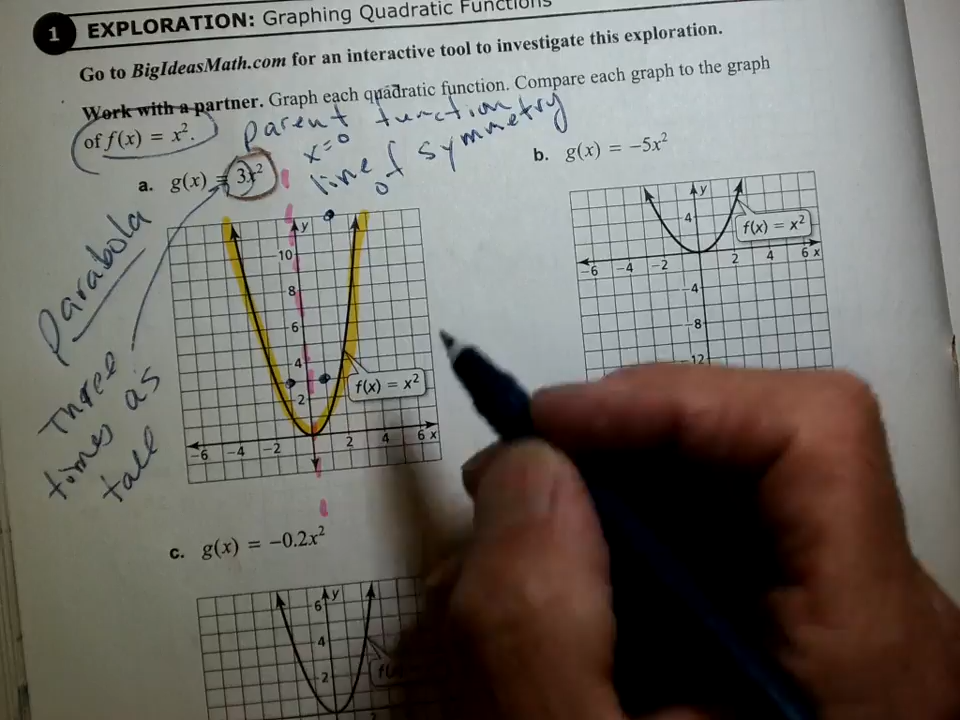 1 EXPLORATION: Graphing Quadratic Functions
Go to BigIdeasMath.com for an interactive tool to investigate this exploration.
Work with a partner. Graph each quadratic function. Compare each graph to the graph
of f(x) = x².
parent function
x=0
line of symmetry
a. g(x) = 3x²
b. g(x) = −5x²
Parabola
Three
times as
tall
y
10
8
6
4
2
f(x) = x²
−6 −4 −2 2 4 6 x
y
4
f(x) = x²
−6 −4 −2 2 4 6 x
−4
−8
−12
c. g(x) = −0.2x²
y
6
4
2